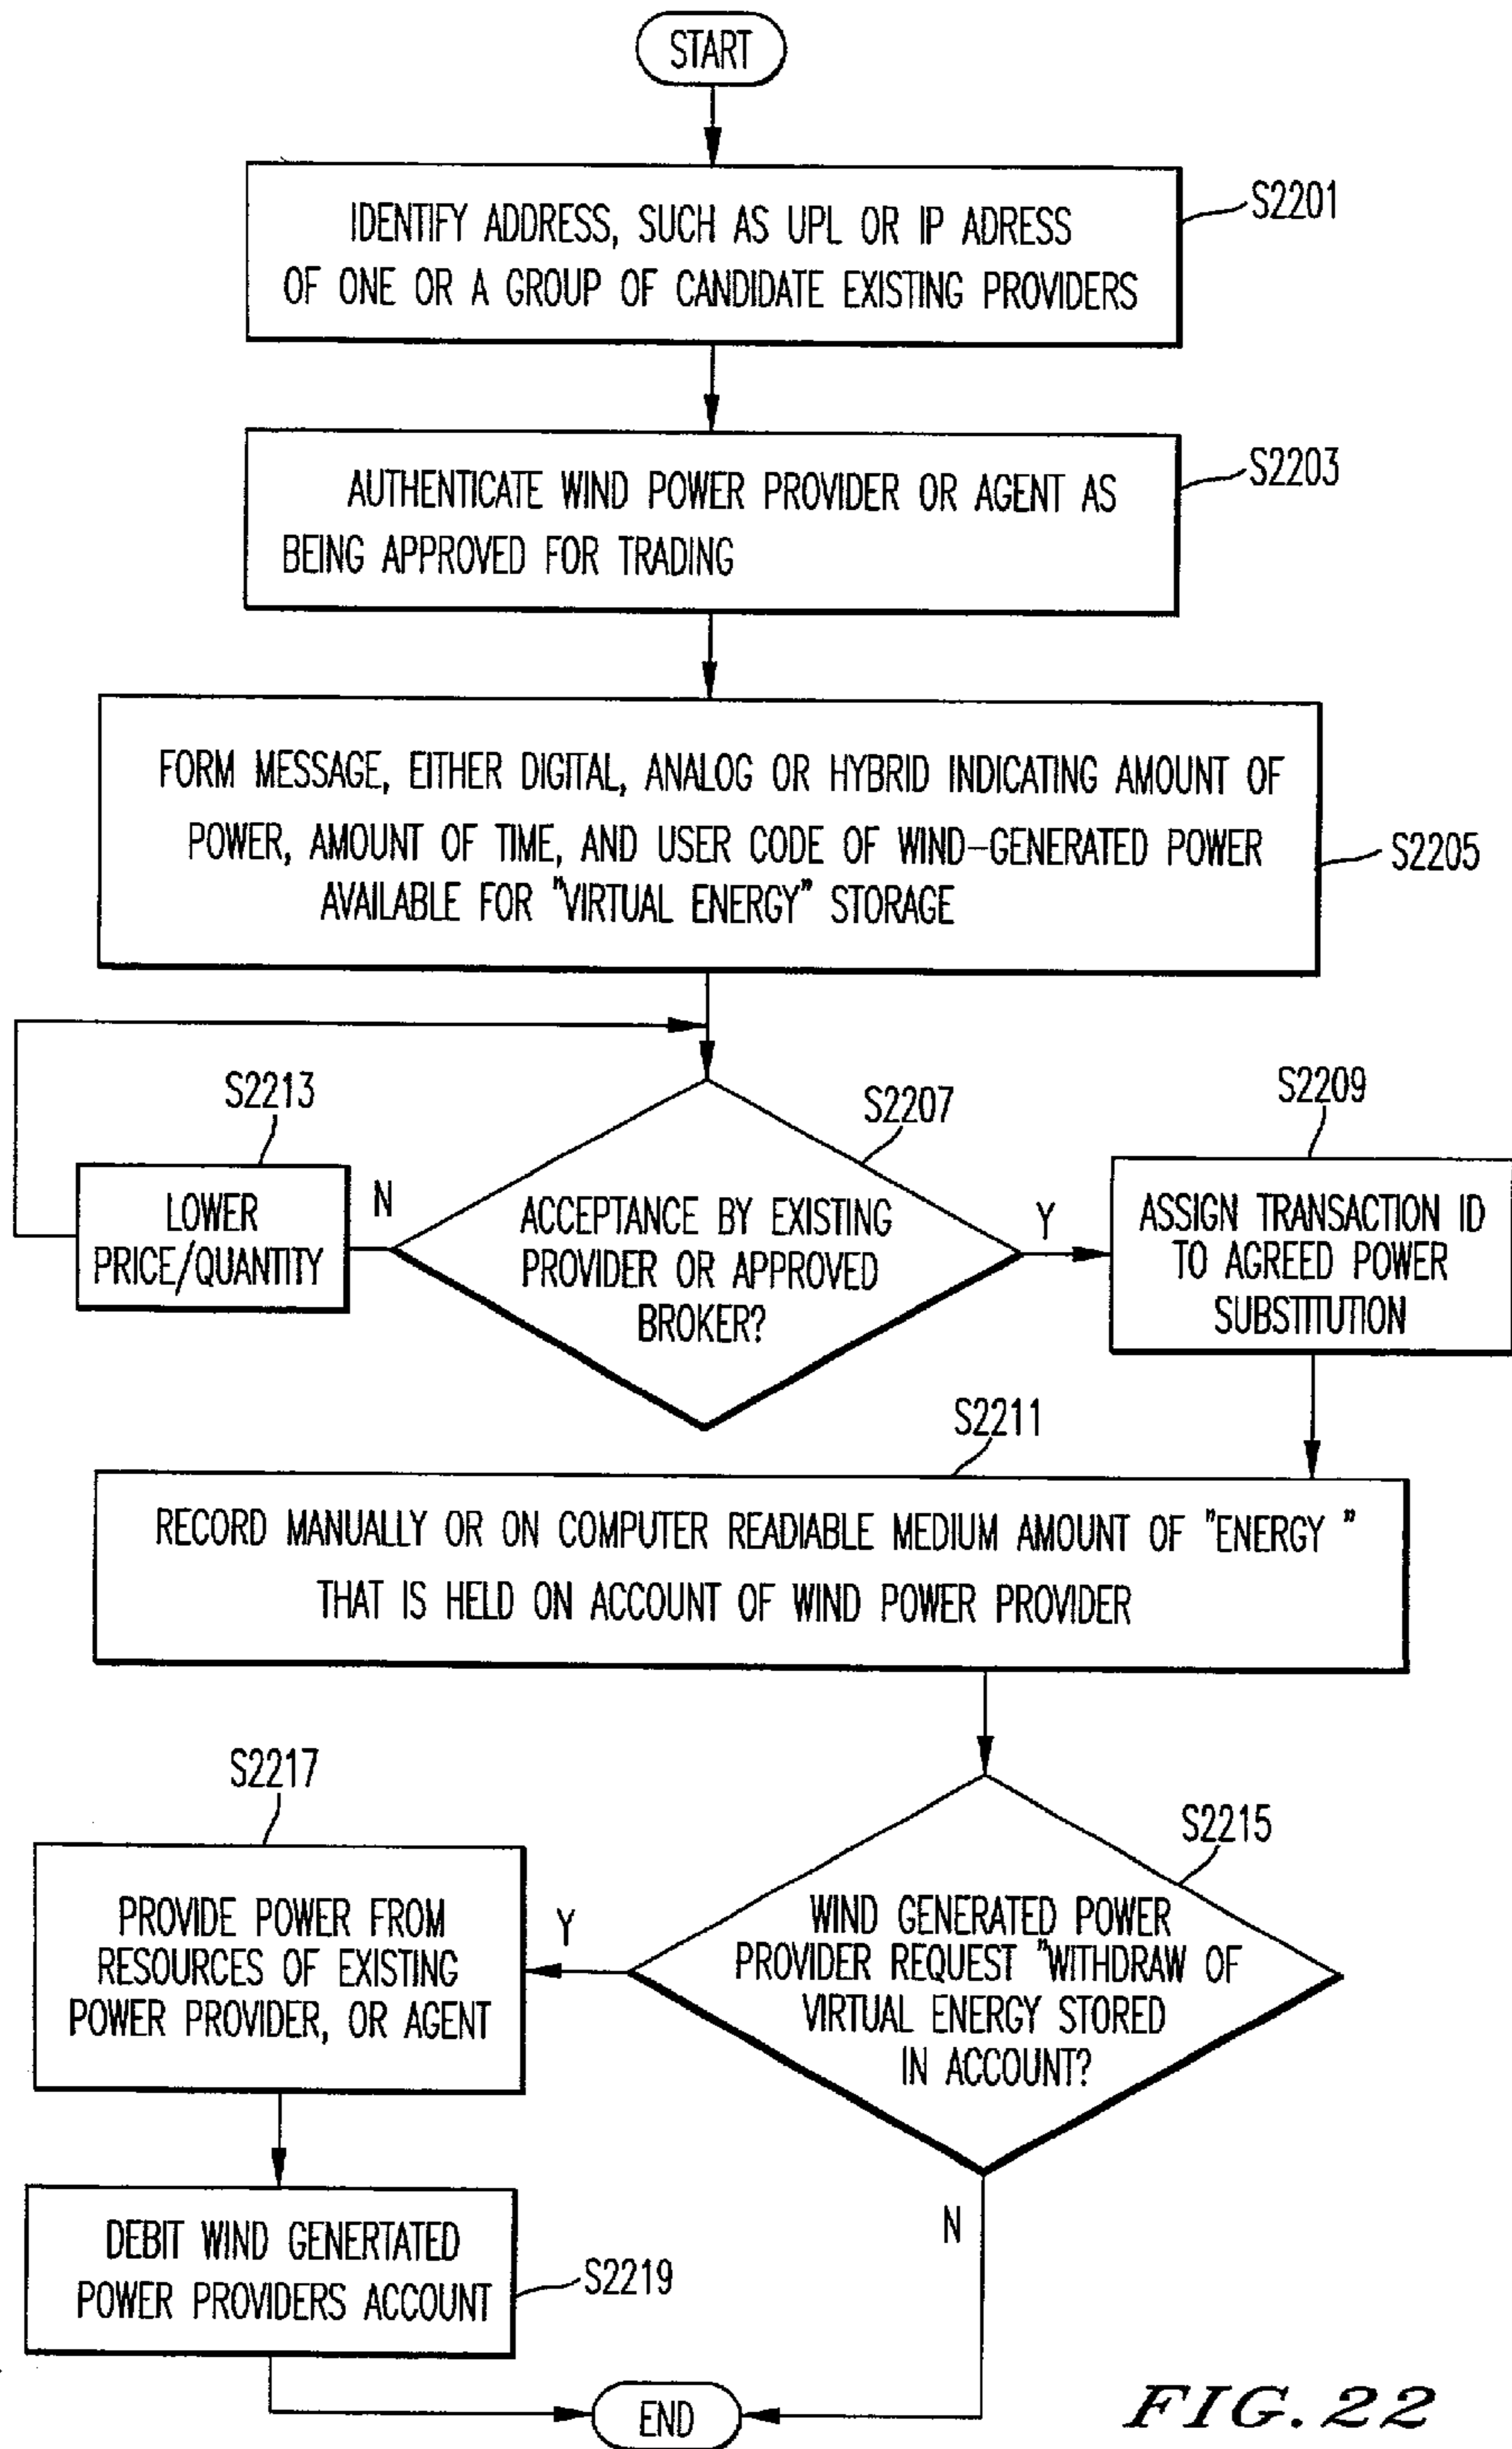 START
IDENTIFY ADDRESS, SUCH AS UPL OR IP ADRESS
OF ONE OR A GROUP OF CANDIDATE EXISTING PROVIDERS
S2201
AUTHENTICATE WIND POWER PROVIDER OR AGENT AS
BEING APPROVED FOR TRADING
S2203
FORM MESSAGE, EITHER DIGITAL, ANALOG OR HYBRID INDICATING AMOUNT OF
POWER, AMOUNT OF TIME, AND USER CODE OF WIND-GENERATED POWER
AVAILABLE FOR "VIRTUAL ENERGY" STORAGE
S2205
S2213
LOWER
PRICE/QUANTITY
N
S2207
ACCEPTANCE BY EXISTING
PROVIDER OR APPROVED
BROKER?
Y
S2209
ASSIGN TRANSACTION ID
TO AGREED POWER
SUBSTITUTION
S2211
RECORD MANUALLY OR ON COMPUTER READIABLE MEDIUM AMOUNT OF "ENERGY "
THAT IS HELD ON ACCOUNT OF WIND POWER PROVIDER
S2215
WIND GENERATED POWER
PROVIDER REQUEST "WITHDRAW OF
VIRTUAL ENERGY STORED
IN ACCOUNT?
Y
N
S2217
PROVIDE POWER FROM
RESOURCES OF EXISTING
POWER PROVIDER, OR AGENT
DEBIT WIND GENERTATED
POWER PROVIDERS ACCOUNT
S2219
END
FIG. 22